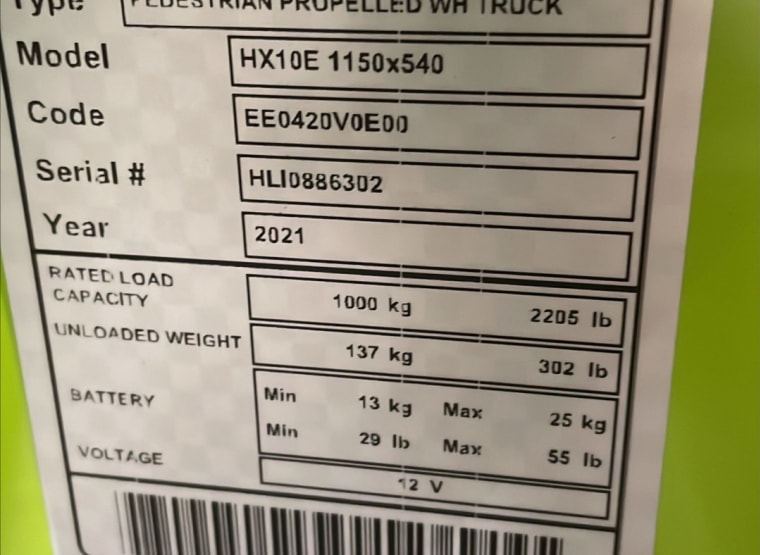 Type PEDESTRIAN PROPELLED WH TRUCK
Model HX10E 1150x540
Code EE0420V0E00
Serial # HLI0886302
Year 2021
RATED LOAD
CAPACITY 1000 kg 2205 lb
UNLOADED WEIGHT 137 kg 302 lb
BATTERY Min 13 kg Max 25 kg
Min 29 lb Max 55 lb
VOLTAGE 12 V